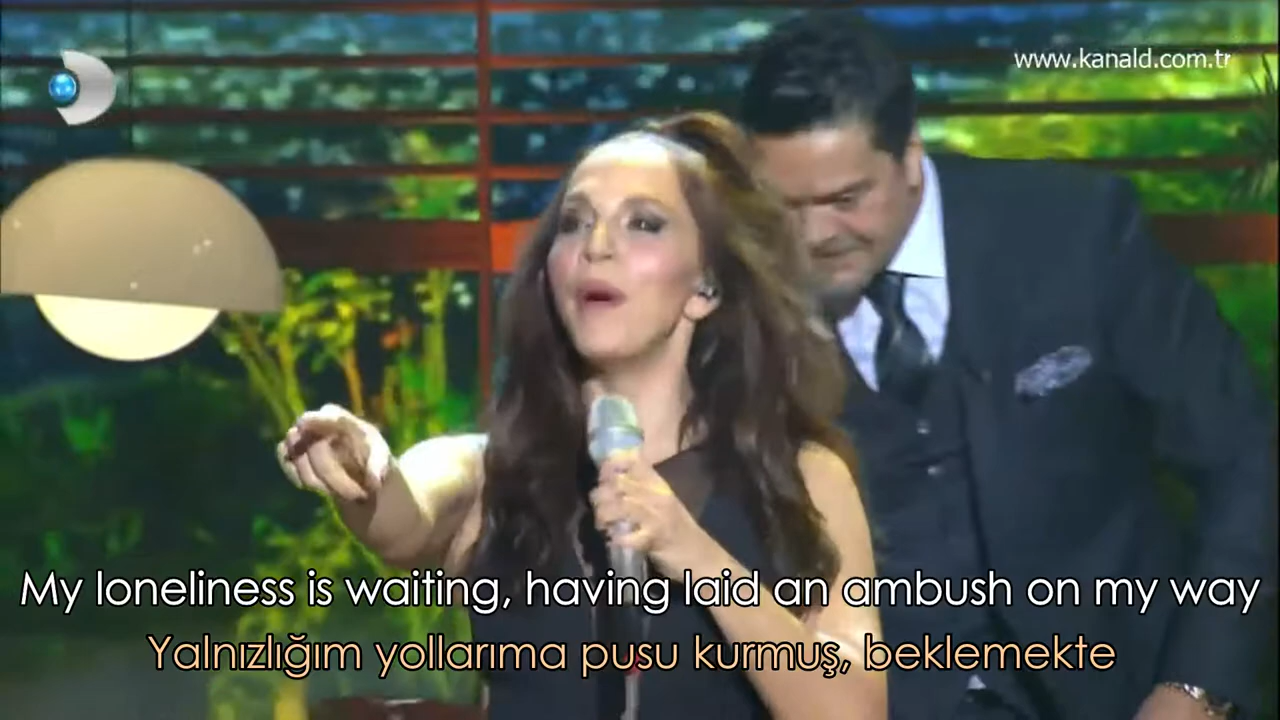 www.kanald.com.tr
My loneliness is waiting, having laid an ambush on my way
Yalnızlığım yollarıma pusu kurmuş, beklemekte